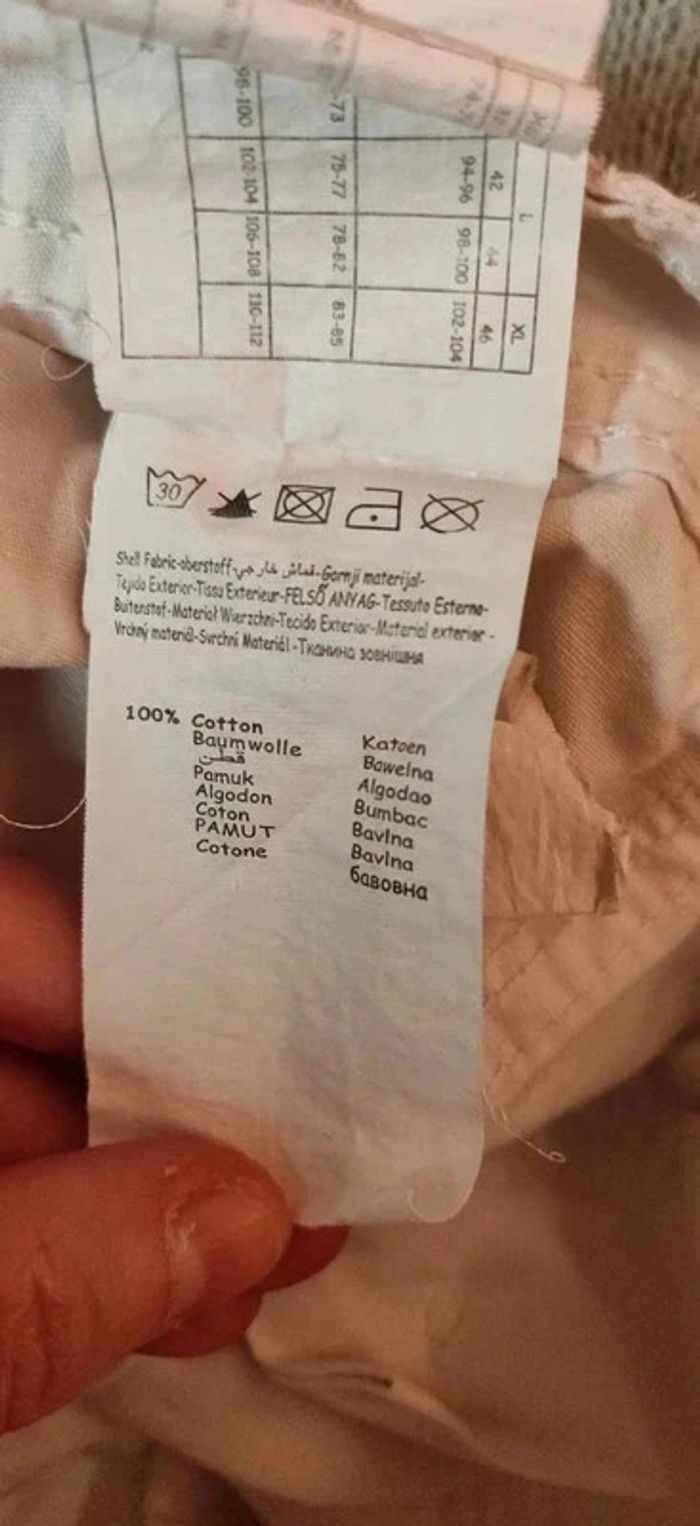 L
XL
42
44
46
94-96
98-100
102-104
-73
75-77
78-82
83-85
96-100
102-104
106-108
110-112
30
Shell Fabric-oberstoff-قماش خارجي-Gornji materijal-
Tejido Exterior-Tissu Exterieur-FELSŐ ANYAG-Tessuto Esterno-
Buitenstof-Materiał Wierzchni-Tecido Exterior-Material exterior -
Vrchný materiál-Svrchní Materiél -Тканина зовнішня
100% Cotton
Baumwolle
قطن
Pamuk
Algodon
Coton
PAMUT
Cotone
Katoen
Bawelna
Algodao
Bumbac
Bavlna
Bavlna
бавовна